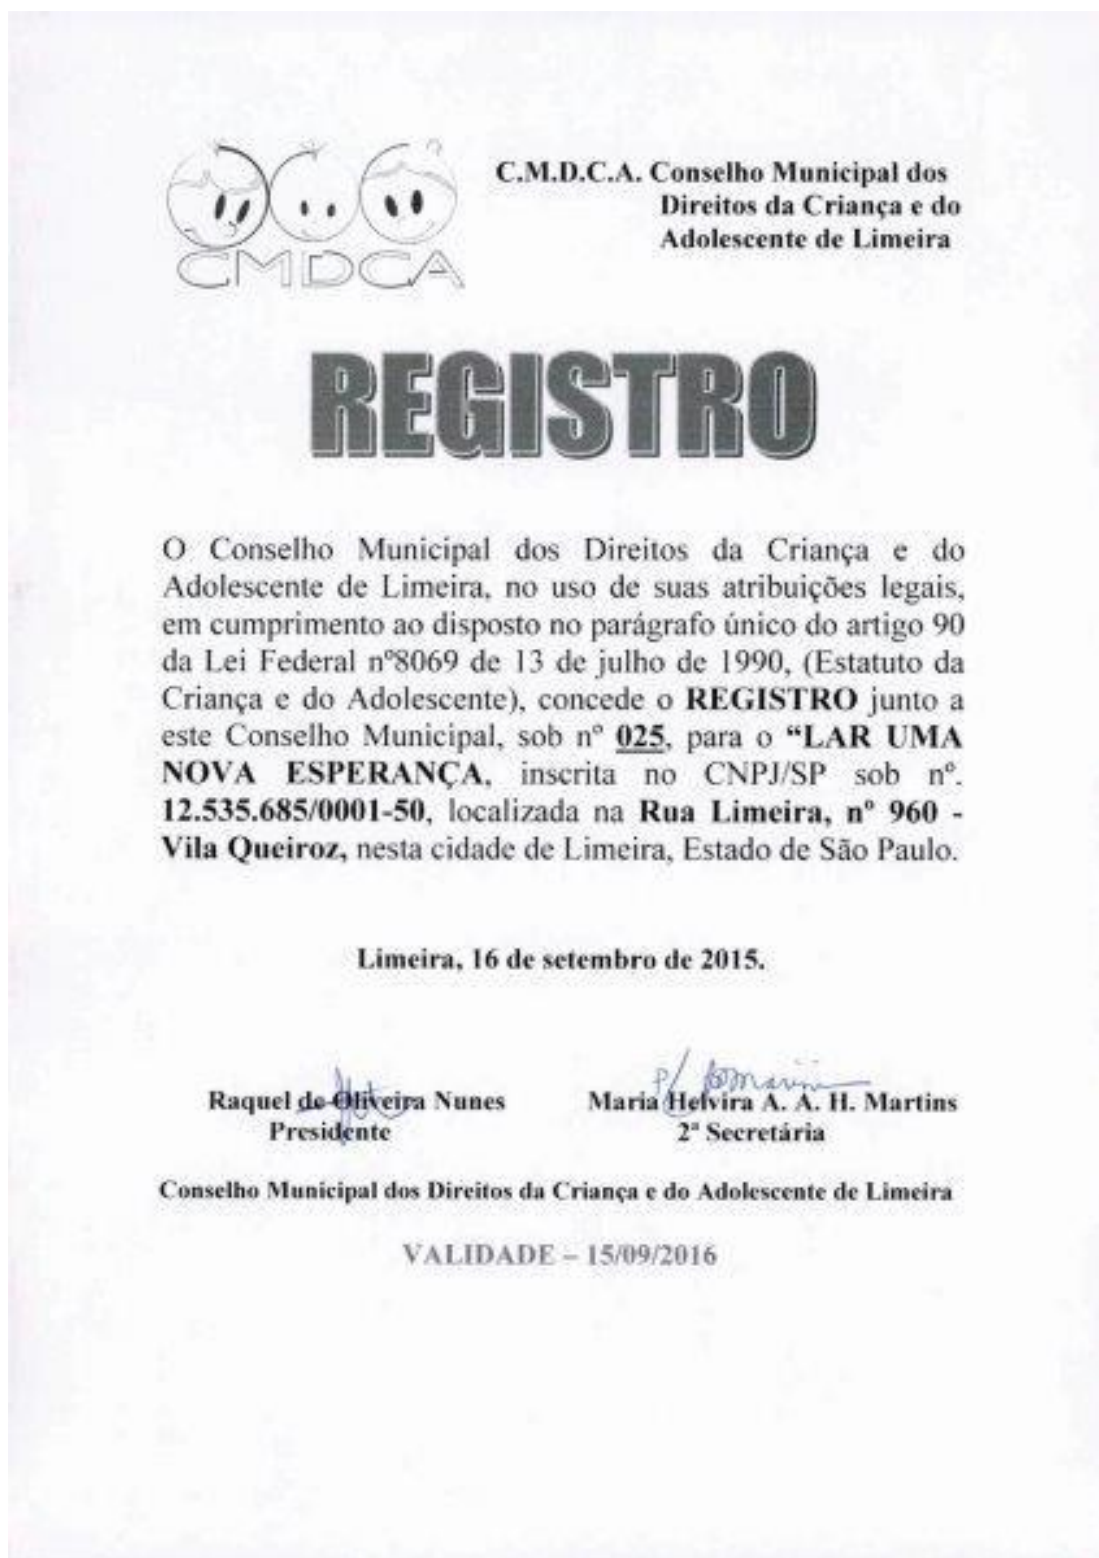 CMDCA
C.M.D.C.A. Conselho Municipal dos
Direitos da Criança e do
Adolescente de Limeira
REGISTRO
O Conselho Municipal dos Direitos da Criança e do
Adolescente de Limeira, no uso de suas atribuições legais,
em cumprimento ao disposto no parágrafo único do artigo 90
da Lei Federal nº8069 de 13 de julho de 1990, (Estatuto da
Criança e do Adolescente), concede o REGISTRO junto a
este Conselho Municipal, sob nº 025, para o “LAR UMA
NOVA ESPERANÇA, inscrita no CNPJ/SP sob nº.
12.535.685/0001-50, localizada na Rua Limeira, nº 960 -
Vila Queiroz, nesta cidade de Limeira, Estado de São Paulo.
Limeira, 16 de setembro de 2015.
Raquel de Oliveira Nunes
Presidente
Maria Helvira A. A. H. Martins
2ª Secretária
Conselho Municipal dos Direitos da Criança e do Adolescente de Limeira
VALIDADE – 15/09/2016